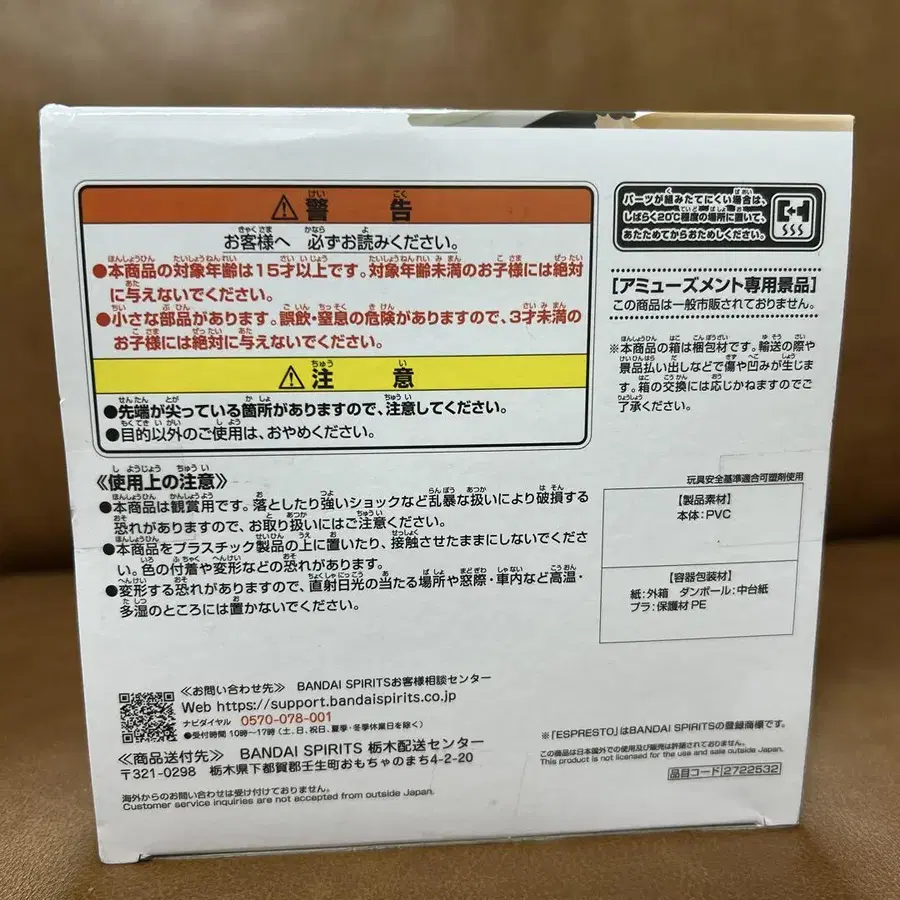 警告
お客様へ 必ずお読みください。
●本商品の対象年齢は15才以上です。対象年齢未満のお子様には絶対
に与えないでください。
●小さな部品があります。誤飲・窒息の危険がありますので、3才未満の
お子様には絶対に与えないでください。
注意
●先端が尖っている箇所がありますので、注意してください。
●目的以外のご使用は、おやめください。
《使用上の注意》
●本商品は観賞用です。落としたり強いショックなど乱暴な扱いにより破損する
恐れがありますので、お取り扱いにはご注意ください。
●本商品をプラスチック製品の上に置いたり、接触させたままにしないでくださ
い。色の付着や変形などの恐れがあります。
●変形する恐れがありますので、直射日光の当たる場所や窓際・車内など高温・
多湿のところには置かないでください。
≪お問い合わせ先≫ BANDAI SPIRITSお客様相談センター
Web https://support.bandaispirits.co.jp
ナビダイヤル 0570-078-001
●受付時間 10時~17時(土、日、祝日、夏季・冬季休業日を除く)
≪商品送付先≫ BANDAI SPIRITS 栃木配送センター
〒321-0298 栃木県下都賀郡壬生町おもちゃのまち4-2-20
海外からのお問い合わせは受け付けておりません。
Customer service inquiries are not accepted from outside Japan.
パーツが組みたてにくい場合は、
しばらく20℃程度の場所に置いて、
あたためてからおためしください。
[アミューズメント専用景品]
この商品は一般市販されておりません。
※本商品の箱は梱包材です。輸送の際や
景品払い出しなどで傷や凹みが生じま
す。箱の交換には応じかねますのでご
了承ください。
玩具安全基準適合可塑剤使用
【製品素材】
本体:PVC
【容器包装材】
紙:外箱 ダンボール:中台紙
プラ:保護材PE
※「ESPRESTO」はBANDAI SPIRITSの登録商標です。
この商品は日本国外での使用及び販売は許諾されておりません。
This product is not licensed for the use and sale outside Japan.
品目コード 2722532